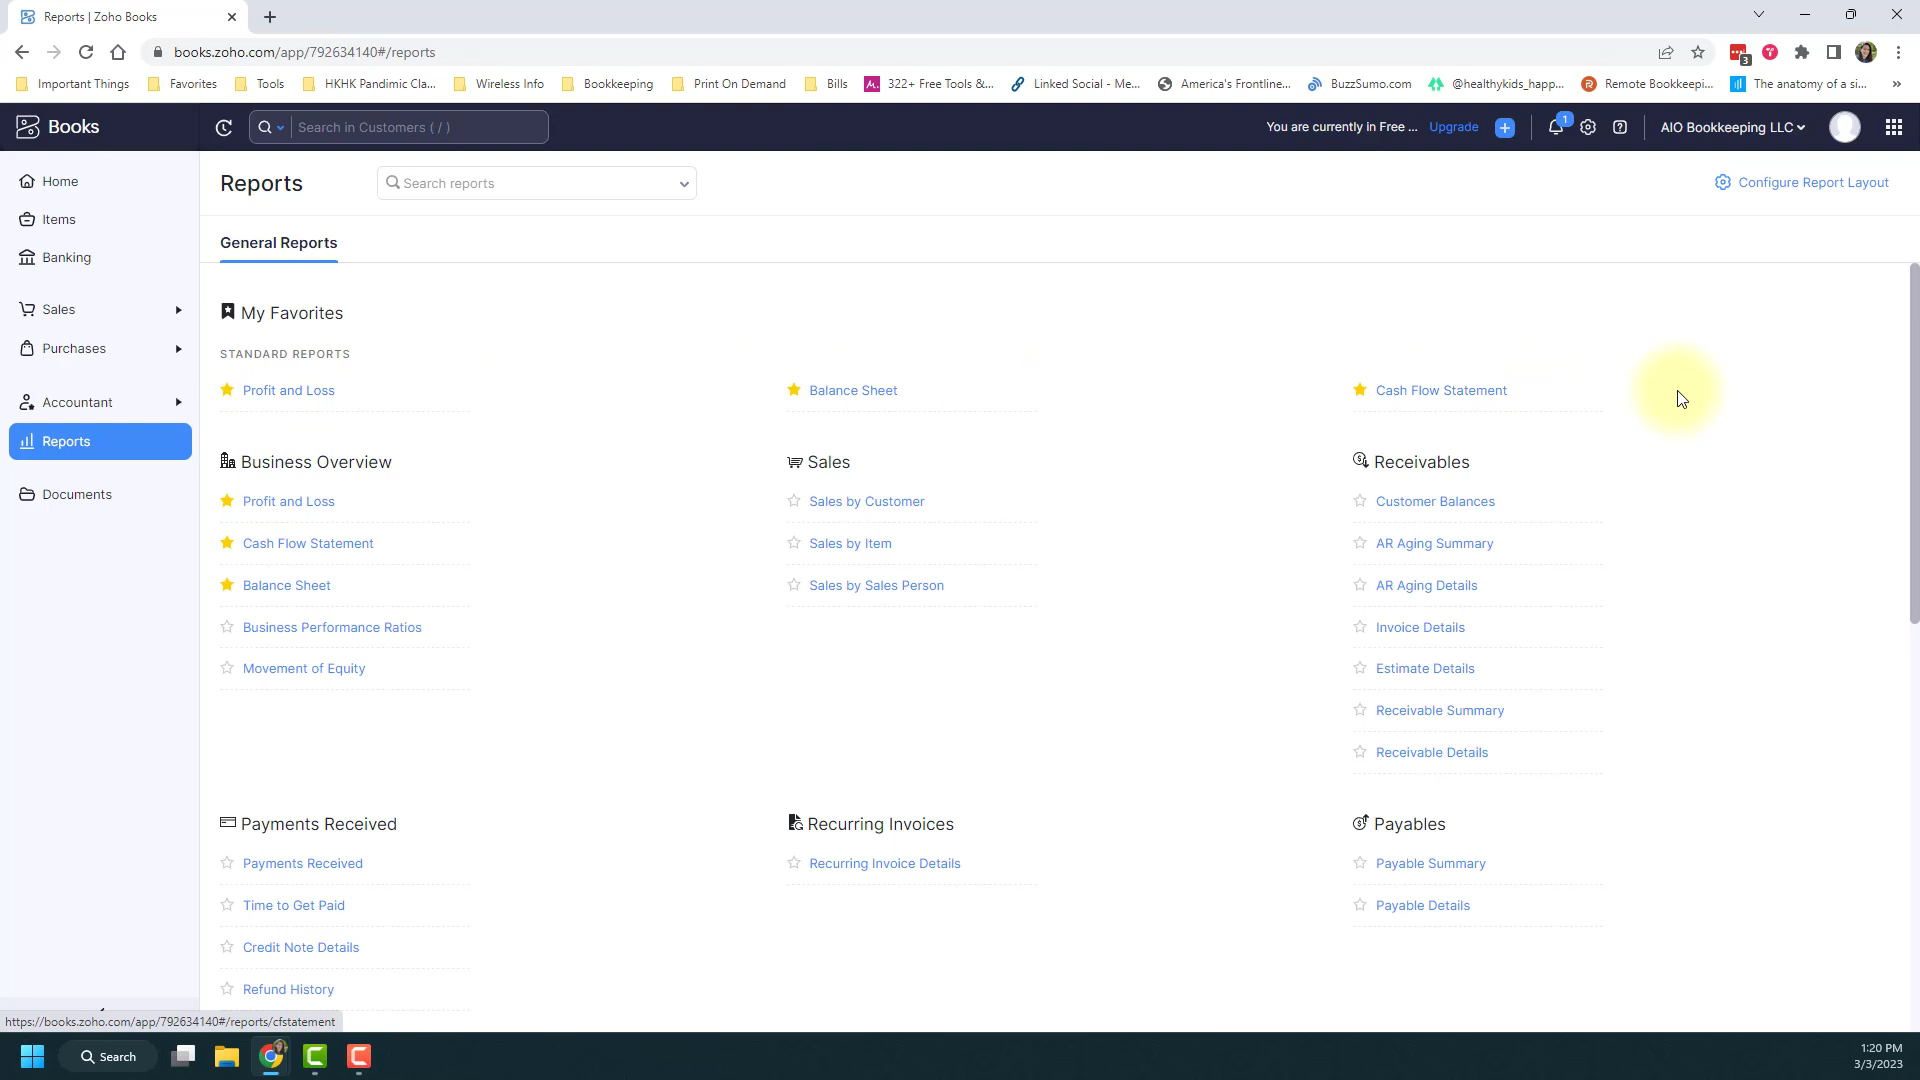 Reports | Zoho Books
books.zoho.com/app/792634140#/reports
3
Important Things
Favorites
Tools
HKHK Pandimic Cla...
Wireless Info
Bookkeeping
Print On Demand
Bills
322+ Free Tools &...
Linked Social - Me...
America's Frontline...
BuzzSumo.com
@healthykids_happ...
Remote Bookkeepi...
The anatomy of a si...
»
Books
Search in Customers ( / )
You are currently in Free ...
Upgrade
1
AIO Bookkeeping LLC
Home
Items
Banking
Sales
Purchases
Accountant
Reports
Documents
Reports
Search reports
Configure Report Layout
General Reports
My Favorites
STANDARD REPORTS
Profit and Loss
Balance Sheet
Cash Flow Statement
Business Overview
Profit and Loss
Cash Flow Statement
Balance Sheet
Business Performance Ratios
Movement of Equity
Sales
Sales by Customer
Sales by Item
Sales by Sales Person
Receivables
Customer Balances
AR Aging Summary
AR Aging Details
Invoice Details
Estimate Details
Receivable Summary
Receivable Details
Payments Received
Payments Received
Time to Get Paid
Credit Note Details
Refund History
Recurring Invoices
Recurring Invoice Details
Payables
Payable Summary
Payable Details
https://books.zoho.com/app/792634140#/reports/cfstatement
Search
1:20 PM
3/3/2023